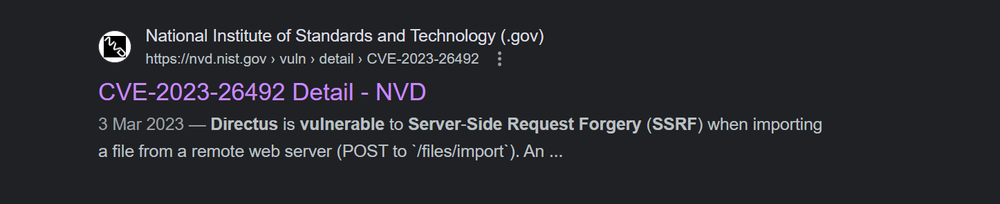 National Institute of Standards and Technology (.gov)
https://nvd.nist.gov › vuln › detail › CVE-2023-26492
CVE-2023-26492 Detail - NVD
3 Mar 2023 — Directus is vulnerable to Server-Side Request Forgery (SSRF) when importing
a file from a remote web server (POST to `/files/import`). An ...